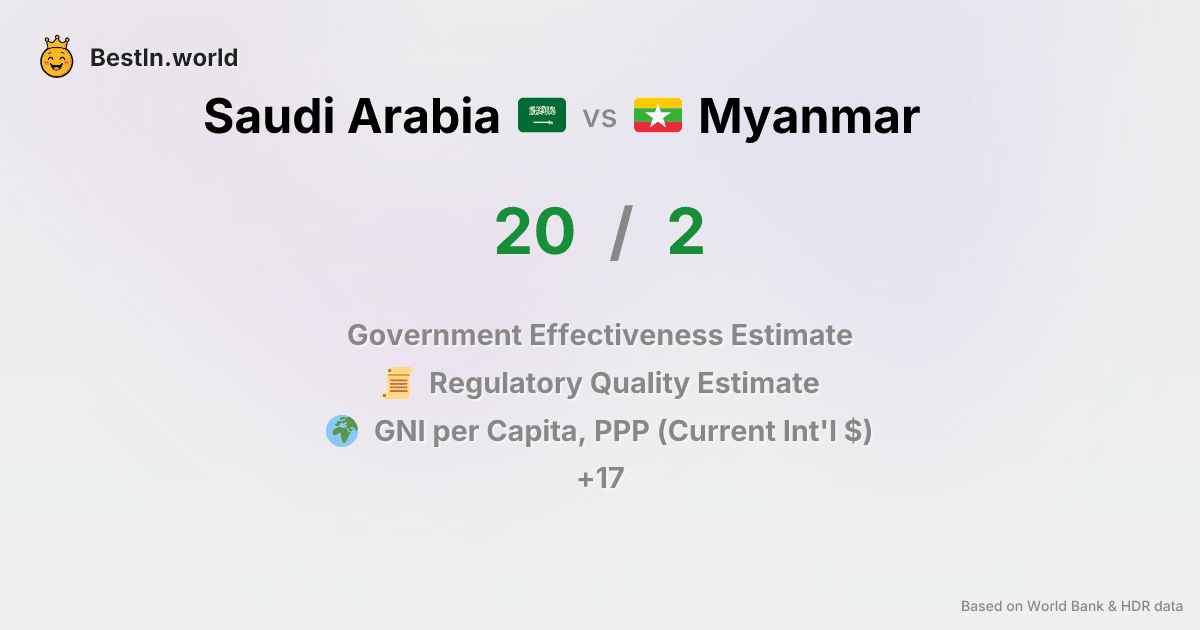 BestIn.world
Saudi Arabia vs Myanmar
20 / 2
Government Effectiveness Estimate
Regulatory Quality Estimate
GNI per Capita, PPP (Current Int'l $)
+17
Based on World Bank & HDR data